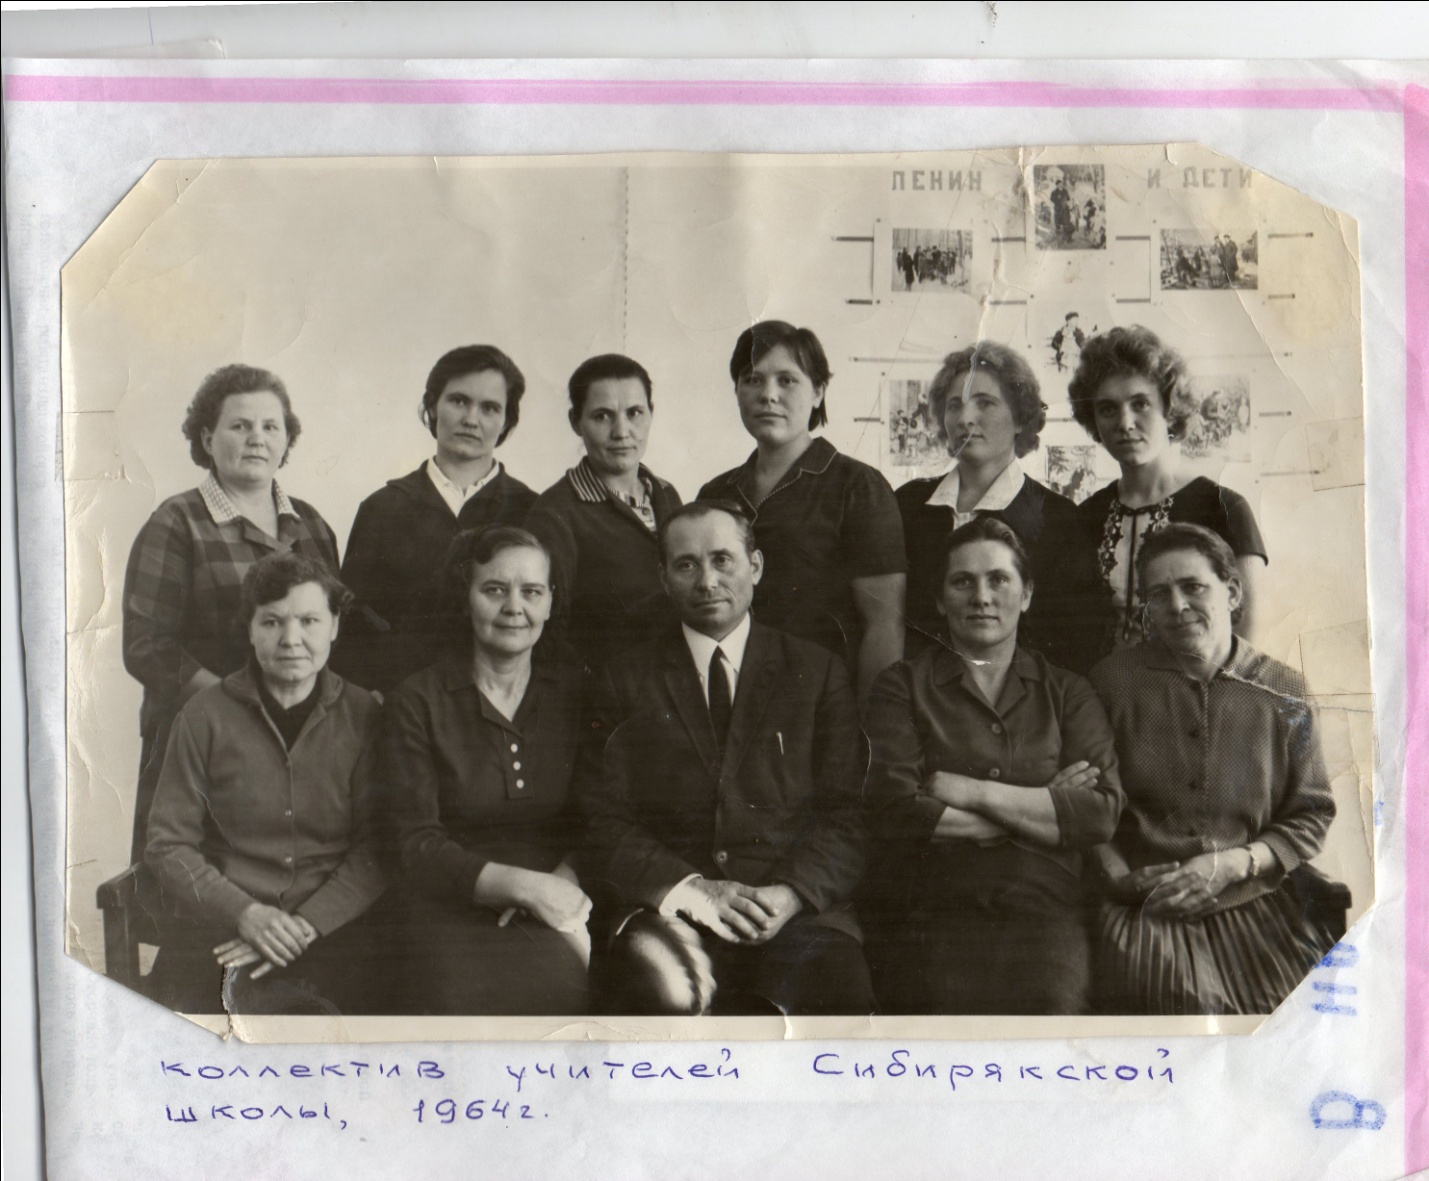 ЛЕНИН И ДЕТИ
коллектив учителей Сибирякской
школы, 1964г.